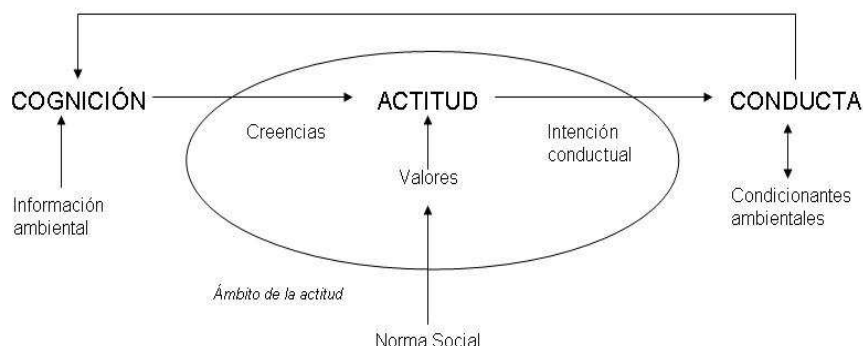 COGNICIÓN
ACTITUD
CONDUCTA
Creencias
Intención
conductual
Valores
Información
ambiental
Condicionantes
ambientales
Ámbito de la actitud
Norma Social